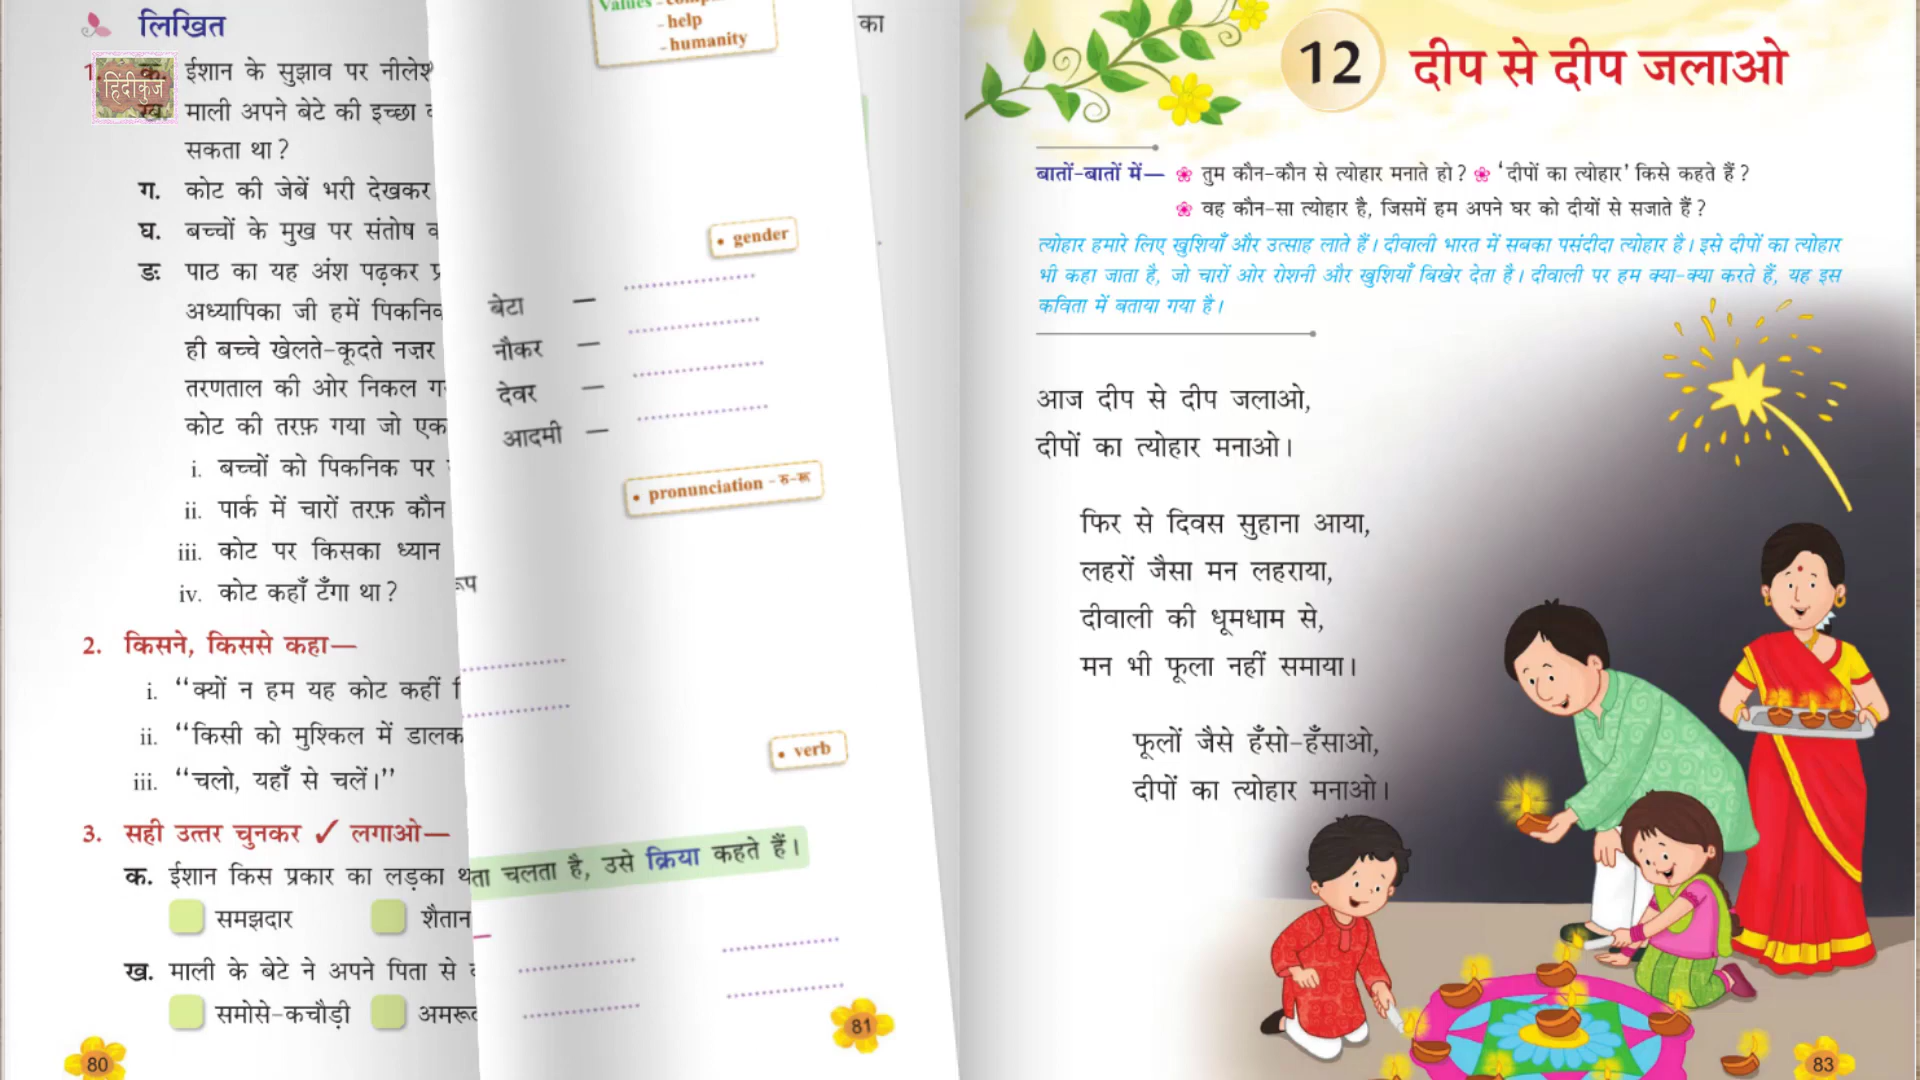 लिखित
1. क. ईशान के सुझाव पर नीलेश
हिंदीकुंज
ख. माली अपने बेटे की इच्छा
सकता था?
ग. कोट की जेबें भरी देखकर
घ. बच्चों के मुख पर संतोष
ङ. पाठ का यह अंश पढ़कर
अध्यापिका जी हमें
ही बच्चे खेलते-कूदते नज़र
तरणताल की ओर निकल
कोट की तरफ़ गया जो एक
i. बच्चों को पिकनिक पर
ii. पार्क में चारों तरफ़ कौन
iii. कोट पर किसका ध्यान
iv. कोट कहाँ टँगा था?
2. किसने, किससे कहा—
i. “क्यों न हम यह कोट कहीं
ii. “किसी को मुश्किल में
iii. “चलो, यहाँ से चलें।”
3. सही उत्तर चुनकर ✓ लगाओ—
क. ईशान किस प्रकार का लड़का
समझदार शैतान
ख. माली के बेटे ने अपने पिता से
समोसे-कचौड़ी
80
Values -
- help
- humanity
का
• gender
बेटा —
नौकर —
देवर —
आदमी —
• pronunciation - रु-रू
• verb
चलता है, उसे क्रिया कहते हैं।
81
12 दीप से दीप जलाओ
बातों-बातों में— तुम कौन-कौन से त्योहार मनाते हो? ‘दीपों का त्योहार’ किसे कहते हैं?
वह कौन-सा त्योहार है, जिसमें हम अपने घर को दीयों से सजाते हैं?
त्योहार हमारे लिए खुशियाँ और उत्साह लाते हैं। दीवाली भारत में सबका पसंदीदा त्योहार है। इसे दीपों का त्योहार
भी कहा जाता है, जो चारों ओर रोशनी और खुशियाँ बिखेर देता है। दीवाली पर हम क्या-क्या करते हैं, यह इस
कविता में बताया गया है।
आज दीप से दीप जलाओ,
दीपों का त्योहार मनाओ।
फिर से दिवस सुहाना आया,
लहरों जैसा मन लहराया,
दीवाली की धूमधाम से,
मन भी फूला नहीं समाया।
फूलों जैसे हँसो-हँसाओ,
दीपों का त्योहार मनाओ।
83